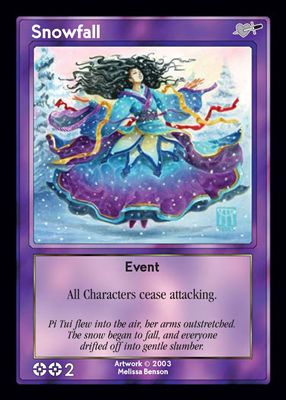 Snowfall
Event
All Characters cease attacking.
Pi Tui flew into the air, her arms outstretched.
The snow began to fall, and everyone
drifted off into gentle slumber.
2
Artwork © 2003
Melissa Benson